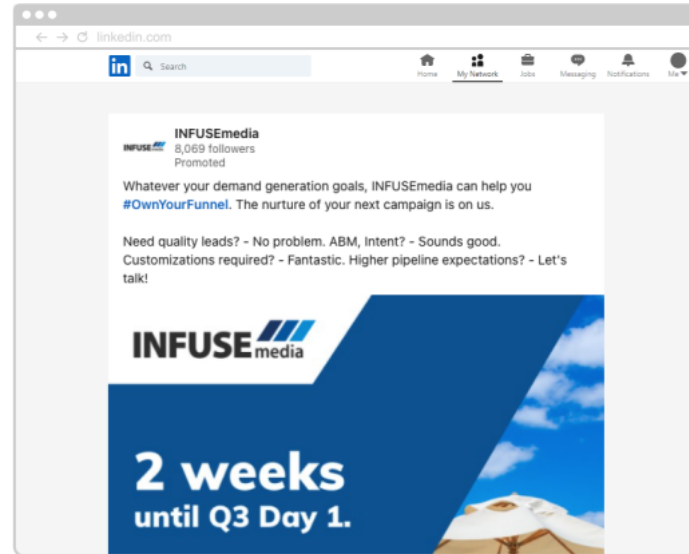 linkedin.com
in
Search
Home
My Network
Jobs
Messaging
Notifications
Me
INFUSE media
INFUSEmedia
8,069 followers
Promoted
Whatever your demand generation goals, INFUSEmedia can help you
#OwnYourFunnel. The nurture of your next campaign is on us.
Need quality leads? - No problem. ABM, Intent? - Sounds good.
Customizations required? - Fantastic. Higher pipeline expectations? - Let's
talk!
INFUSE media
2 weeks
until Q3 Day 1.